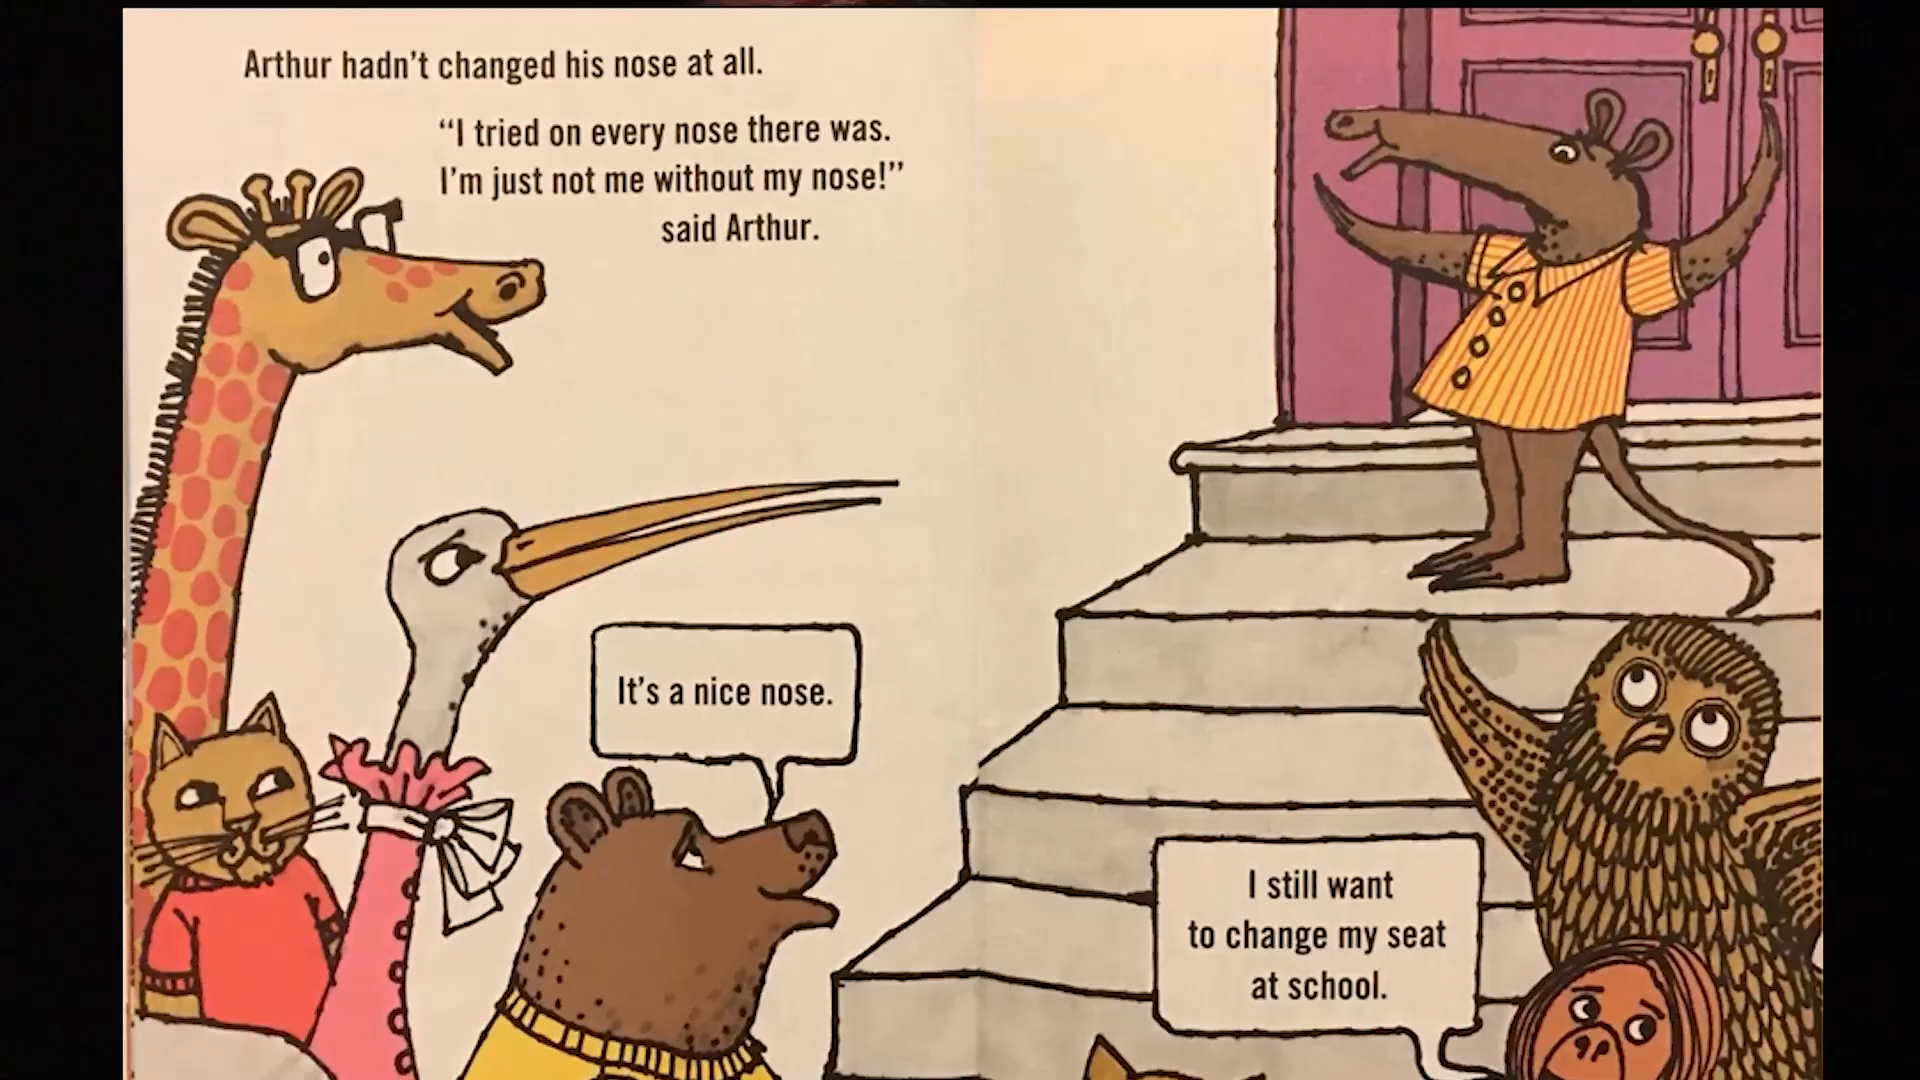 Arthur hadn't changed his nose at all.
“I tried on every nose there was.
I'm just not me without my nose!”
said Arthur.
It's a nice nose.
I still want
to change my seat
at school.